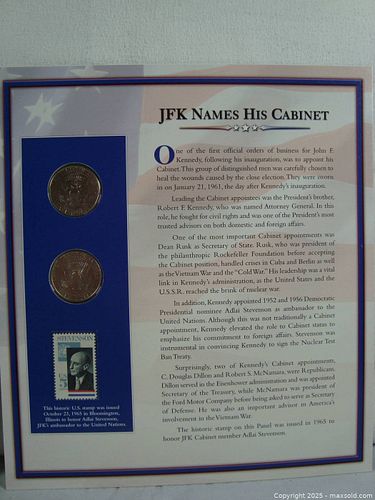 JFK NAMES HIS CABINET
One of the first official orders of business for John F.
Kennedy, following his inauguration, was to appoint his
Cabinet. This group of distinguished men was carefully chosen to
heal the wounds caused by the close election. They were sworn
in on January 21, 1961, the day after Kennedy's inauguration.
Leading the Cabinet appointees was the President's brother,
Robert F. Kennedy, who was named Attorney General. In this
role, he fought for civil rights and was one of the President's most
trusted advisors on both domestic and foreign affairs.
One of the most important Cabinet appointments was
Dean Rusk as Secretary of State. Rusk, who was president of
the philanthropic Rockefeller Foundation before accepting
the Cabinet position, handled crises in Cuba and Berlin as well
as the Vietnam War and the "Cold War." His leadership was a vital
link in Kennedy's administration, as the United States and the
U.S.S.R. reached the brink of nuclear war.
In addition, Kennedy appointed 1952 and 1956 Democratic
Presidential nominee Adlai Stevenson as ambassador to the
United Nations. Although this was not traditionally a Cabinet
appointment, Kennedy elevated the role to Cabinet status to
emphasize his commitment to foreign affairs. Stevenson was
instrumental in convincing Kennedy to sign the Nuclear Test
Ban Treaty.
Surprisingly, two of Kennedy's Cabinet appointments,
C. Douglas Dillon and Robert S. McNamara, were Republicans.
Dillon served in the Eisenhower administration and was appointed
Secretary of the Treasury, while McNamara was president of
the Ford Motor Company before being asked to serve as Secretary
of Defense. He was also an important advisor in America's
involvement in the Vietnam War.
The historic stamp on this Panel was issued in 1965 to
honor JFK Cabinet member Adlai Stevenson.
STEVENSON
U.S.
5
This historic U.S. stamp was issued
October 23, 1965 in Bloomington,
Illinois to honor Adlai Stevenson,
JFK's ambassador to the United Nations.
Copyright 2025 - maxsold.com